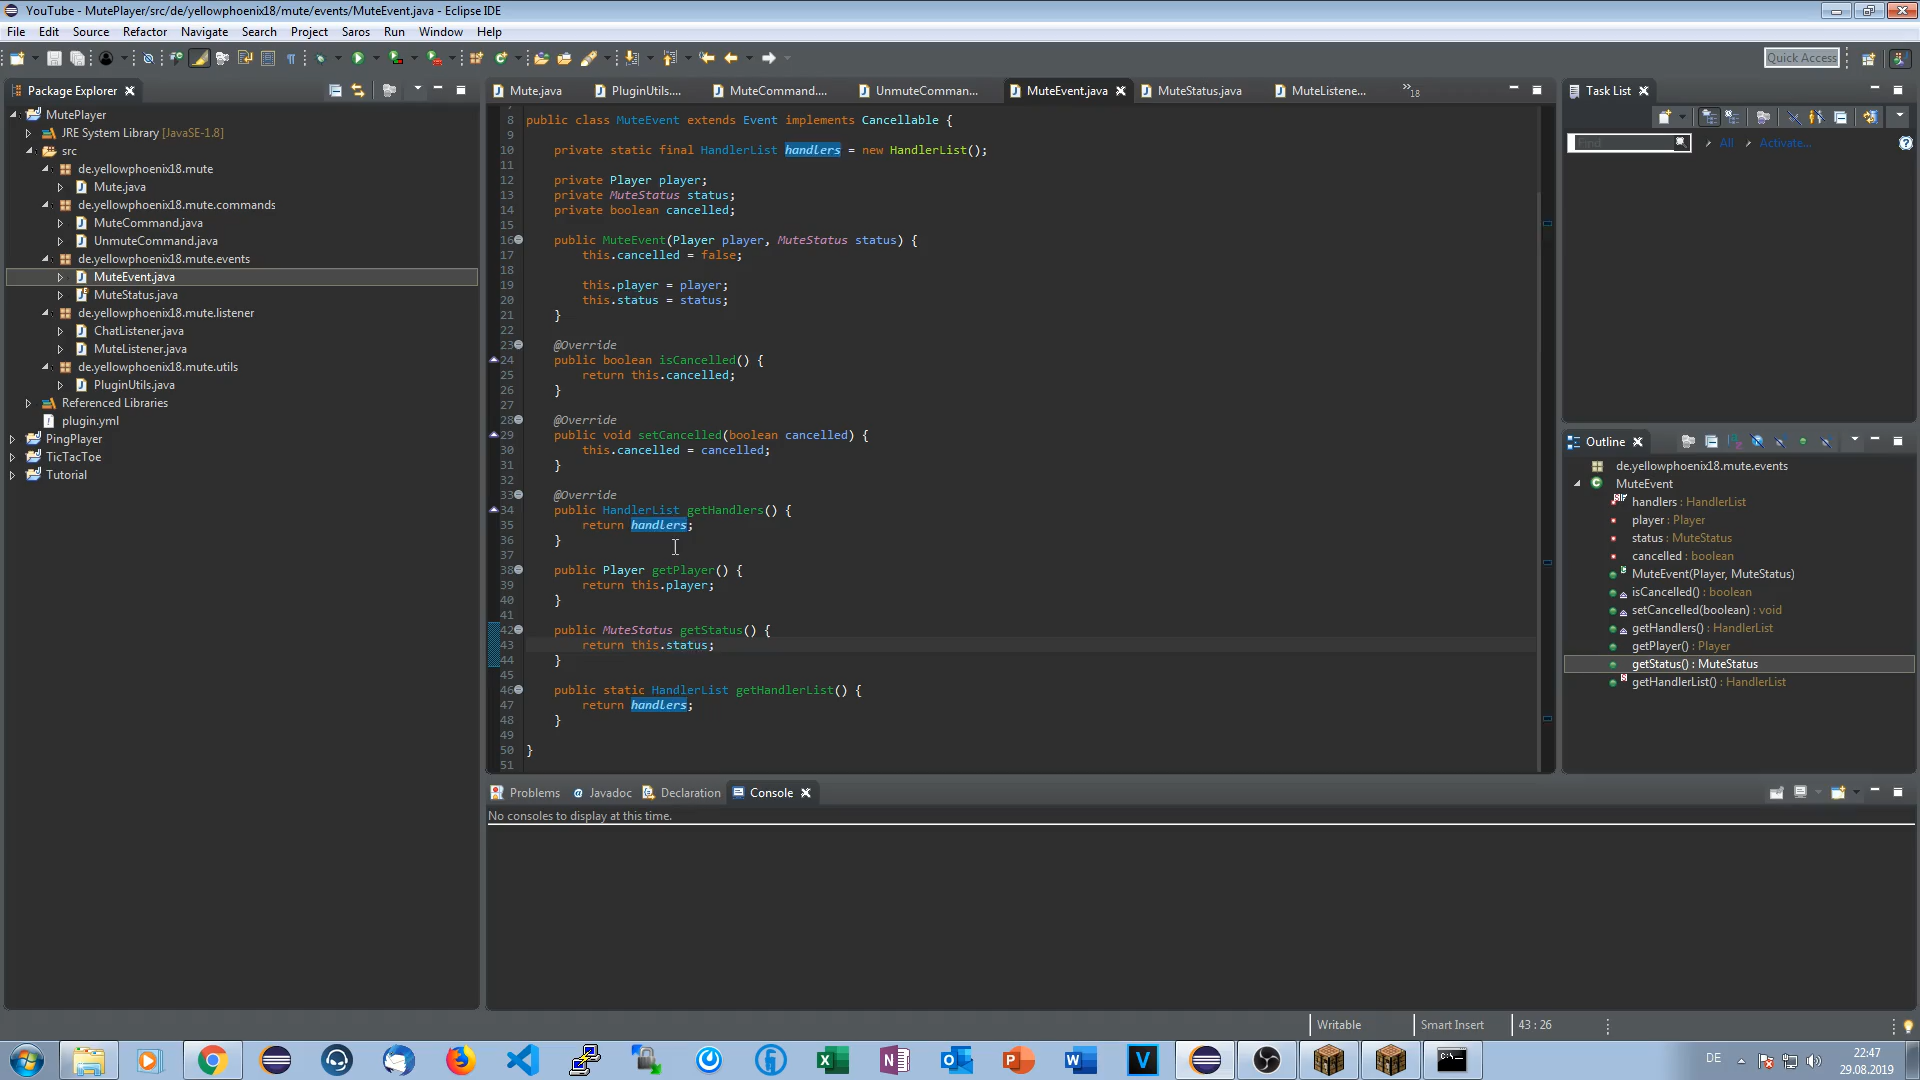 YouTube - MutePlayer/src/de/yellowphoenix18/mute/events/MuteEvent.java - Eclipse IDE
File Edit Source Refactor Navigate Search Project Saros Run Window Help
Quick Access
Package Explorer
MutePlayer
JRE System Library [JavaSE-1.8]
src
de.yellowphoenix18.mute
Mute.java
de.yellowphoenix18.mute.commands
MuteCommand.java
UnmuteCommand.java
de.yellowphoenix18.mute.events
MuteEvent.java
MuteStatus.java
de.yellowphoenix18.mute.listener
ChatListener.java
MuteListener.java
de.yellowphoenix18.mute.utils
PluginUtils.java
Referenced Libraries
plugin.yml
PingPlayer
TicTacToe
Tutorial
Mute.java PluginUtils.... MuteCommand.... UnmuteComman... MuteEvent.java MuteStatus.java MuteListene... »18
8 public class MuteEvent extends Event implements Cancellable {
9
10 private static final HandlerList handlers = new HandlerList();
11
12 private Player player;
13 private MuteStatus status;
14 private boolean cancelled;
15
16 public MuteEvent(Player player, MuteStatus status) {
17 this.cancelled = false;
18
19 this.player = player;
20 this.status = status;
21 }
22
23 @Override
24 public boolean isCancelled() {
25 return this.cancelled;
26 }
27
28 @Override
29 public void setCancelled(boolean cancelled) {
30 this.cancelled = cancelled;
31 }
32
33 @Override
34 public HandlerList getHandlers() {
35 return handlers;
36 }
37
38 public Player getPlayer() {
39 return this.player;
40 }
41
42 public MuteStatus getStatus() {
43 return this.status;
44 }
45
46 public static HandlerList getHandlerList() {
47 return handlers;
48 }
49
50 }
51
Task List
Find All Activate...
Outline
de.yellowphoenix18.mute.events
MuteEvent
handlers : HandlerList
player : Player
status : MuteStatus
cancelled : boolean
MuteEvent(Player, MuteStatus)
isCancelled() : boolean
setCancelled(boolean) : void
getHandlers() : HandlerList
getPlayer() : Player
getStatus() : MuteStatus
getHandlerList() : HandlerList
Problems Javadoc Declaration Console
No consoles to display at this time.
Writable Smart Insert 43 : 26
DE
22:47
29.08.2019